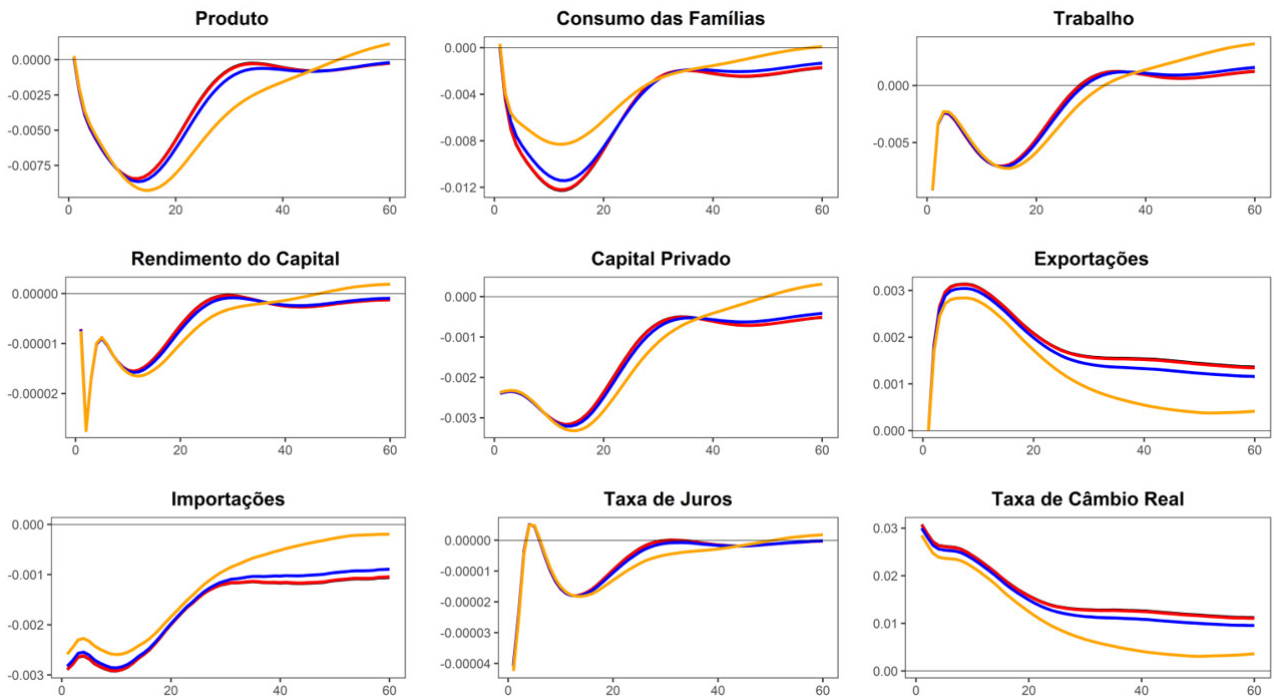 Produto
0.0000
-0.0025
-0.0050
-0.0075
0 20 40 60
Consumo das Famílias
0.000
-0.004
-0.008
-0.012
0 20 40 60
Trabalho
0.000
-0.005
0 20 40 60
Rendimento do Capital
0.00000
-0.00001
-0.00002
0 20 40 60
Capital Privado
0.000
-0.001
-0.002
-0.003
0 20 40 60
Exportações
0.003
0.002
0.001
0.000
0 20 40 60
Importações
0.000
-0.001
-0.002
-0.003
0 20 40 60
Taxa de Juros
0.00000
-0.00001
-0.00002
-0.00003
-0.00004
0 20 40 60
Taxa de Câmbio Real
0.03
0.02
0.01
0.00
0 20 40 60